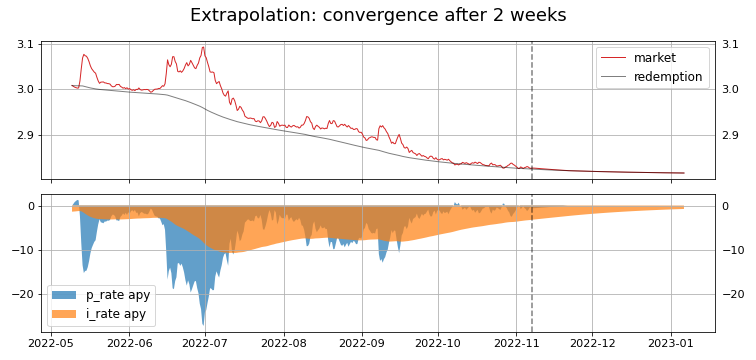 Extrapolation: convergence after 2 weeks
3.1
3.0
2.9
3.1
3.0
2.9
market
redemption
0
−10
−20
0
−10
−20
p_rate apy
i_rate apy
2022-05 2022-06 2022-07 2022-08 2022-09 2022-10 2022-11 2022-12 2023-01